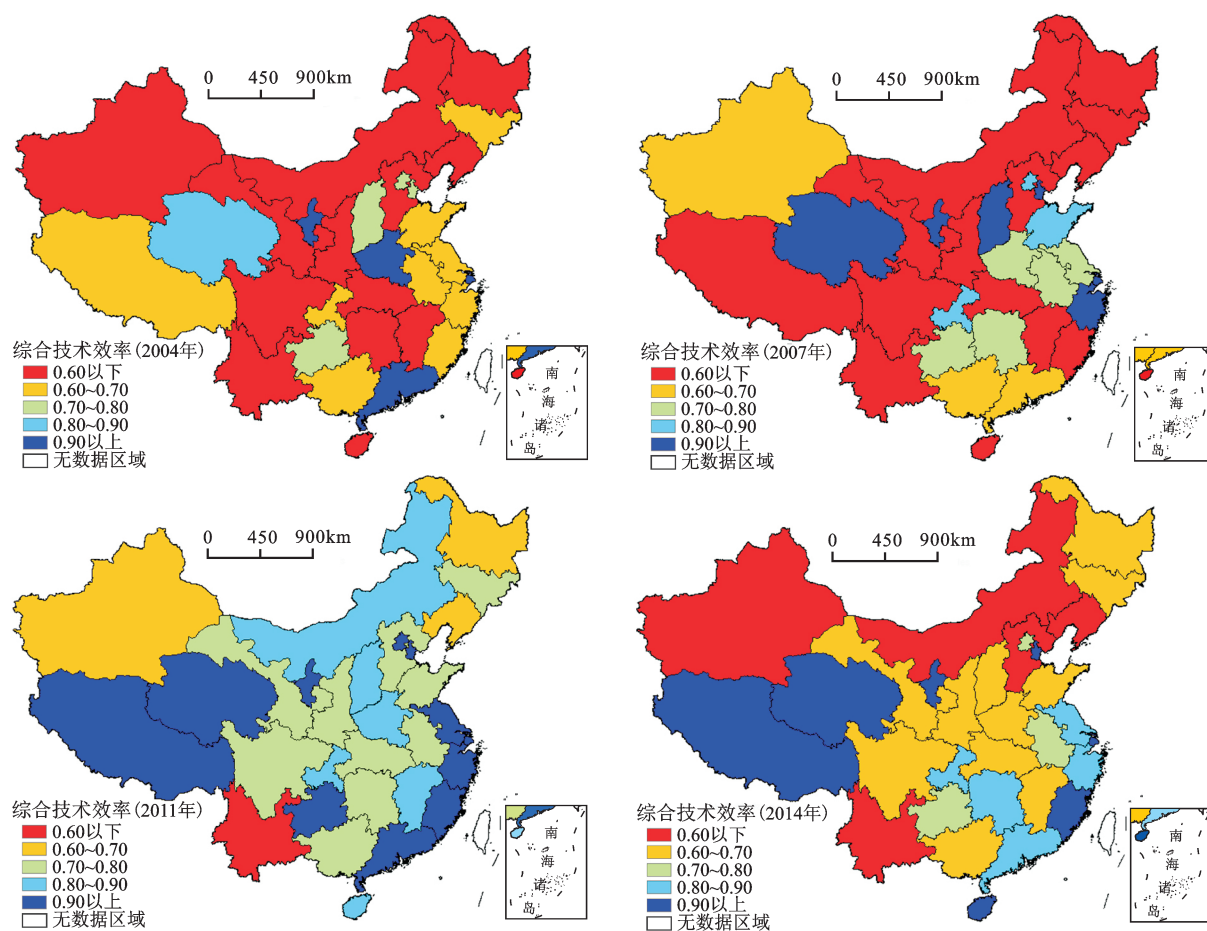 0 450 900km
综合技术效率(2004年)
0.60以下
0.60~0.70
0.70~0.80
0.80~0.90
0.90以上
无数据区域
南
海
诸
岛
0 450 900km
综合技术效率(2007年)
0.60以下
0.60~0.70
0.70~0.80
0.80~0.90
0.90以上
无数据区域
南
海
诸
岛
0 450 900km
综合技术效率(2011年)
0.60以下
0.60~0.70
0.70~0.80
0.80~0.90
0.90以上
无数据区域
南
海
诸
岛
0 450 900km
综合技术效率(2014年)
0.60以下
0.60~0.70
0.70~0.80
0.80~0.90
0.90以上
无数据区域
南
海
诸
岛